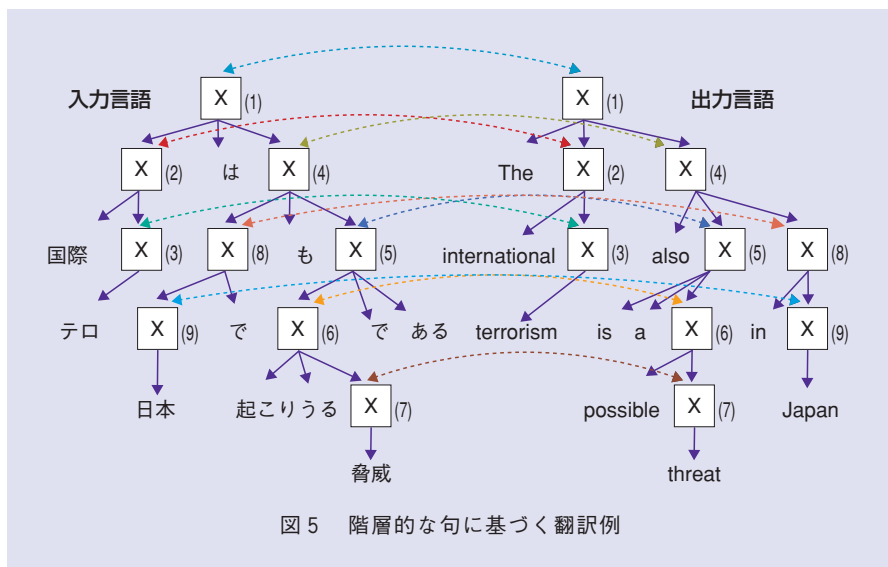 入力言語 X (1) X (1) 出力言語
X (2) は X (4) The X (2) X (4)
国際 X (3) X (8) も X (5) international X (3) also X (5) X (8)
テロ X (9) で X (6) で ある terrorism is a X (6) in X (9)
日本 起こりうる X (7) possible X (7) Japan
脅威 threat
図5 階層的な句に基づく翻訳例